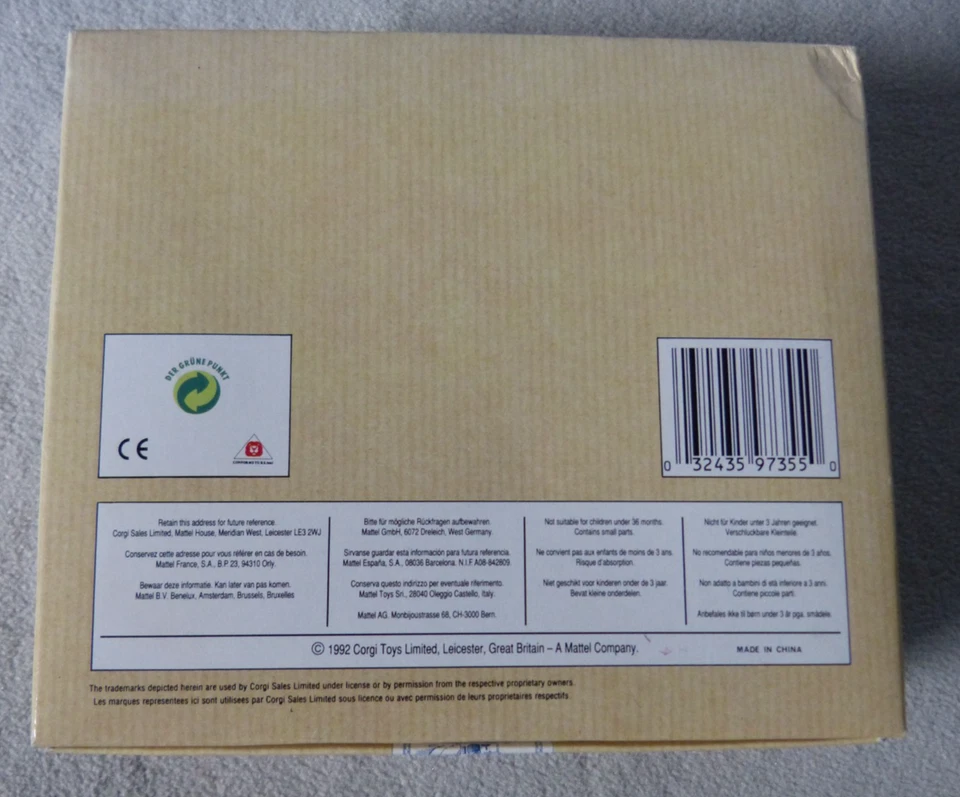 DER GRÜNE PUNKT
CE
0 32435 97355 0
Retain this address for future reference.
Corgi Sales Limited, Mattel House, Meridian West, Leicester LE3 2WJ
Conservez cette adresse pour vous référer en cas de besoin.
Mattel France, S.A., B.P. 23, 94310 Orly.
Bewaar deze informatie. Kan later van pas komen.
Mattel B.V. Benelux, Amsterdam, Brussels, Bruxelles
Bitte für mögliche Rückfragen aufbewahren.
Mattel GmbH, 6072 Dreieich, West Germany.
Sirvanse guardar esta información para futura referencia.
Mattel España, S.A., 08036 Barcelona. N.I.F. A08-842809.
Conserva questo indirizzo per eventuale riferimento.
Mattel Toys Srl., 28040 Oleggio Castello, Italy.
Mattel AG. Monbijoustrasse 68, CH-3000 Bern.
Not suitable for children under 36 months.
Contains small parts.
Ne convient pas aux enfants de moins de 3 ans.
Risque d'absorption.
Niet geschikt voor kinderen onder de 3 jaar.
Bevat kleine onderdelen.
Nicht für Kinder unter 3 Jahren geeignet.
Verschluckbare Kleinteile.
No recomendable para niños menores de 3 años.
Contiene piezas pequeñas.
Non adatto a bambini di età inferiore a 3 anni.
Contiene piccole parti.
Anbefales ikke til børn under 3 år pga. smådele.
© 1992 Corgi Toys Limited, Leicester, Great Britain – A Mattel Company.
MADE IN CHINA
The trademarks depicted herein are used by Corgi Sales Limited under license or by permission from the respective proprietary owners.
Les marques representees ici sont utilisees par Corgi Sales Limited sous licence ou avec permission de leurs proprietaires respectifs.